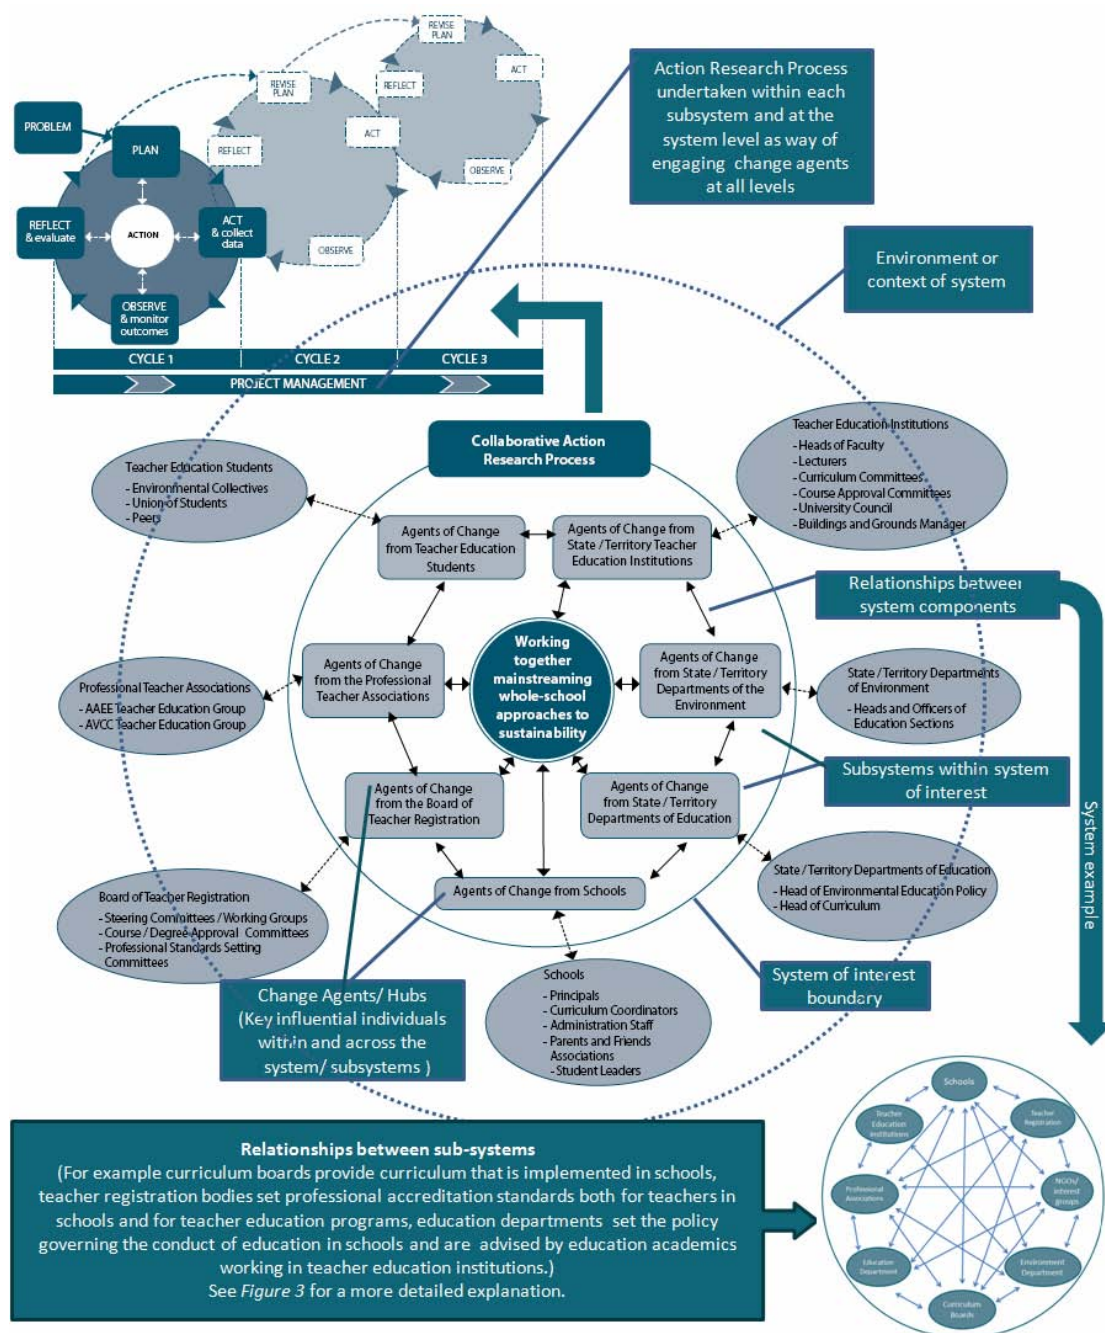 REVISE
PLAN
ACT
REFLECT
OBSERVE
REVISE
PLAN
ACT
REFLECT
OBSERVE
PROBLEM
PLAN
REFLECT
& evaluate
ACTION
ACT
& collect
data
OBSERVE
& monitor
outcomes
CYCLE 1
CYCLE 2
CYCLE 3
PROJECT MANAGEMENT
Action Research Process
undertaken within each
subsystem and at the
system level as way of
engaging change agents
at all levels
Environment or
context of system
Collaborative Action
Research Process
Teacher Education Students
- Environmental Collectives
- Union of Students
- Peers
Teacher Education Institutions
- Heads of Faculty
- Lecturers
- Curriculum Committees
- Course Approval Committees
- University Council
- Buildings and Grounds Manager
Agents of Change
from Teacher Education
Students
Agents of Change from
State / Territory Teacher
Education Institutions
Relationships between
system components
Working
together
mainstreaming
whole-school
approaches to
sustainability
Agents of Change
from the Professional
Teacher Associations
Agents of Change
from State / Territory
Departments of the
Environment
Professional Teacher Associations
- AAEE Teacher Education Group
- AVCC Teacher Education Group
State / Territory Departments
of Environment
- Heads and Officers of
Education Sections
Subsystems within system
of interest
Agents of Change
from the Board of
Teacher Registration
Agents of Change
from State / Territory
Departments of Education
Agents of Change from Schools
State / Territory Departments of Education
- Head of Environmental Education Policy
- Head of Curriculum
Board of Teacher Registration
- Steering Committees / Working Groups
- Course / Degree Approval Committees
- Professional Standards Setting
Committees
System of interest
boundary
Schools
- Principals
- Curriculum Coordinators
- Administration Staff
- Parents and Friends
Associations
- Student Leaders
Change Agents/ Hubs
(Key influential individuals
within and across the
system/ subsystems )
System example
Relationships between sub-systems
(For example curriculum boards provide curriculum that is implemented in schools,
teacher registration bodies set professional accreditation standards both for teachers in
schools and for teacher education programs, education departments set the policy
governing the conduct of education in schools and are advised by education academics
working in teacher education institutions.)
See Figure 3 for a more detailed explanation.
Schools
Teacher
Education
Institutions
Teacher
Registration
Professional
Associations
NGOs/
interest
groups
Education
Department
Environment
Department
Curriculum
Boards